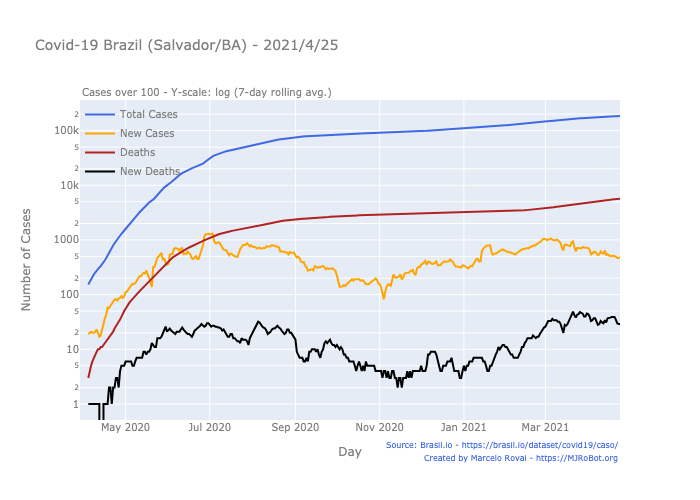 Covid-19 Brazil (Salvador/BA) - 2021/4/25
Cases over 100 - Y-scale: log (7-day rolling avg.)
Total Cases
New Cases
Deaths
New Deaths
2
100k
5
2
10k
5
2
1000
5
2
100
5
2
10
5
2
1
Number of Cases
May 2020
Jul 2020
Sep 2020
Nov 2020
Jan 2021
Mar 2021
Day
Source: Brasil.io - https://brasil.io/dataset/covid19/caso/
Created by Marcelo Rovai - https://MJRoBot.org